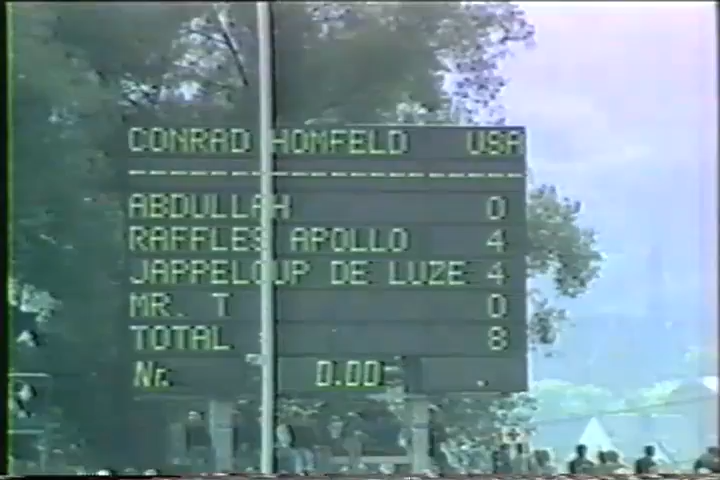 CONRAD HOMFELD USA
--------------------------
ABDULLAH 0
RAFFLES APOLLO 4
JAPPELOUP DE LUZE 4
MR. T 0
TOTAL 8
Nr. 0.00 .